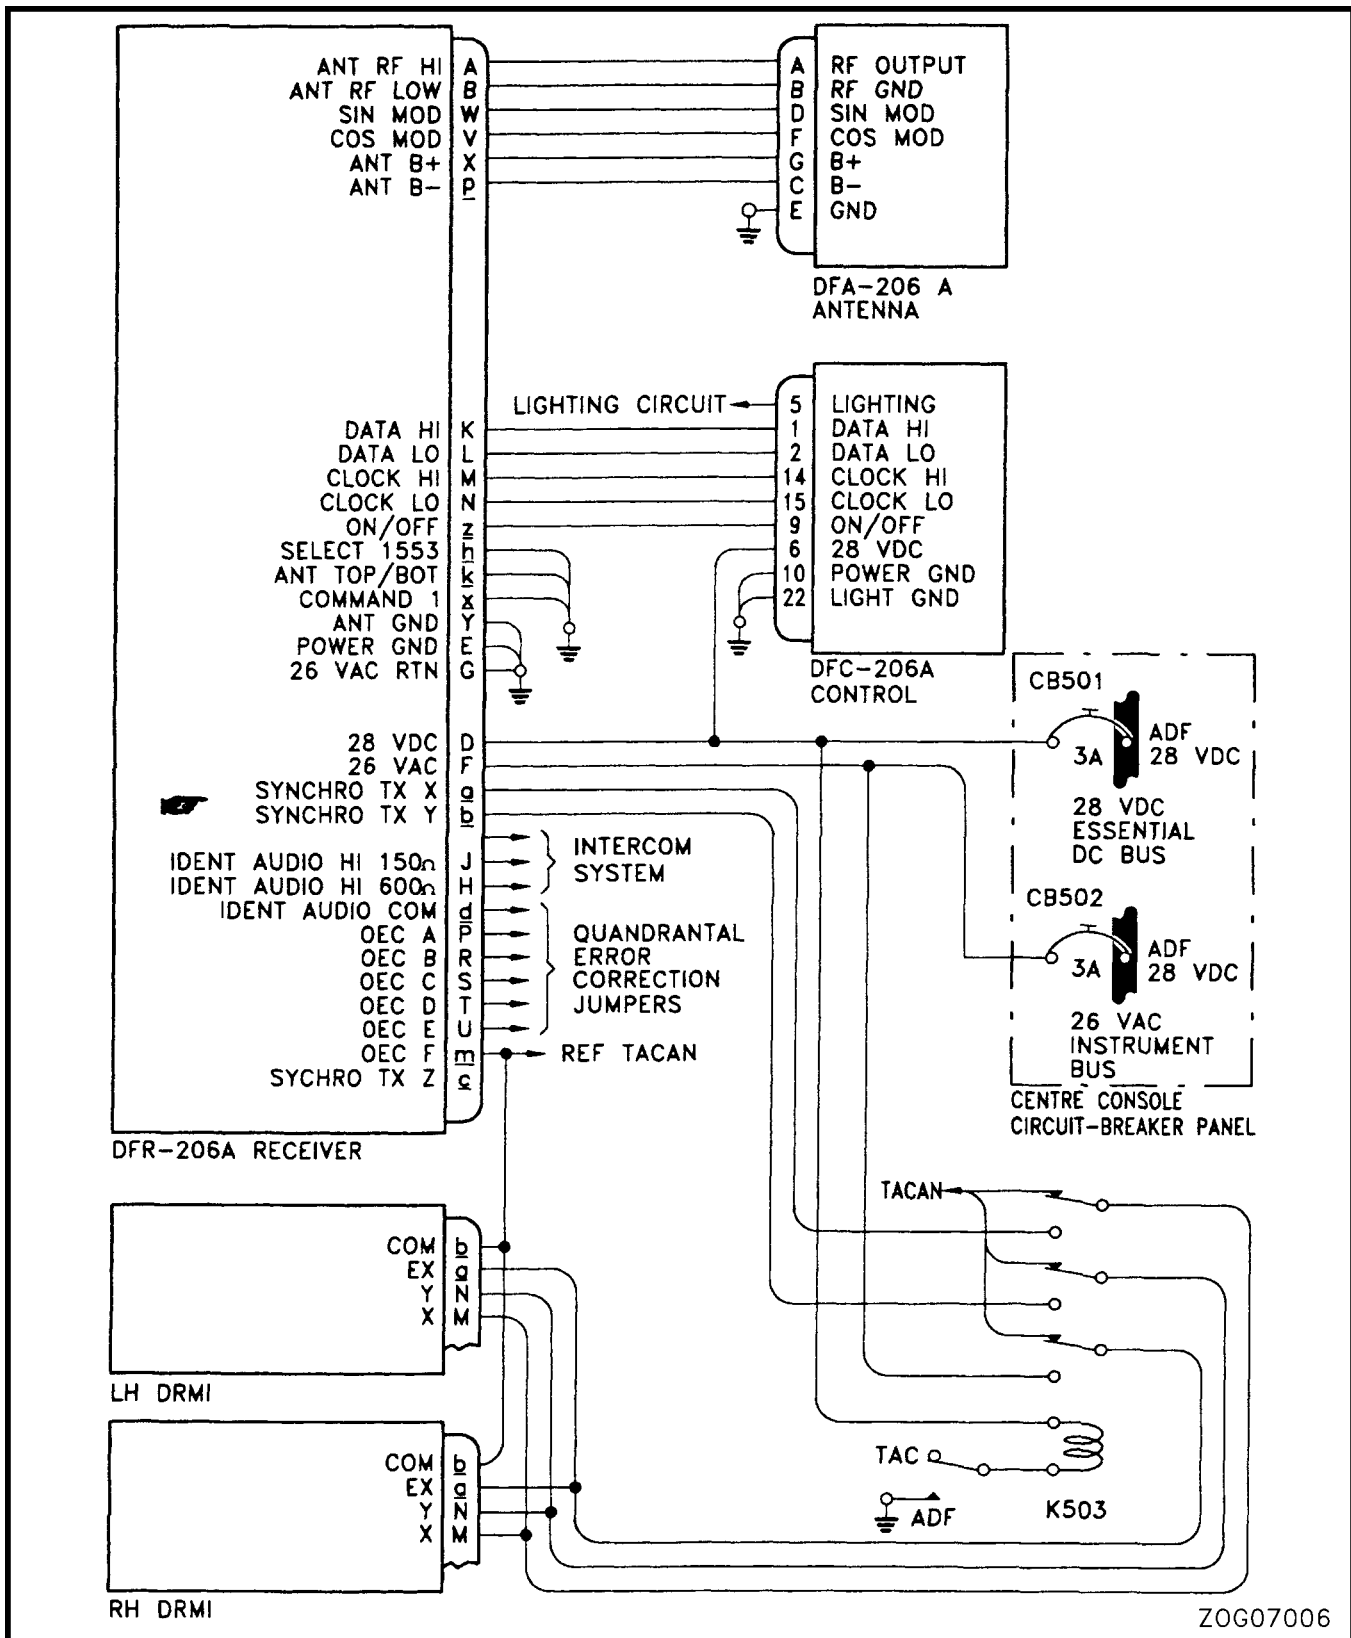 ANT RF HI A
ANT RF LOW B
SIN MOD W
COS MOD V
ANT B+ X
ANT B- p
A RF OUTPUT
B RF GND
D SIN MOD
F COS MOD
G B+
C B-
E GND
DFA-206 A
ANTENNA
LIGHTING CIRCUIT
5 LIGHTING
1 DATA HI
2 DATA LO
14 CLOCK HI
15 CLOCK LO
9 ON/OFF
6 28 VDC
10 POWER GND
22 LIGHT GND
DFC-206A
CONTROL
DATA HI K
DATA LO L
CLOCK HI M
CLOCK LO N
ON/OFF z
SELECT 1553 h
ANT TOP/BOT k
COMMAND 1 x
ANT GND Y
POWER GND E
26 VAC RTN G
28 VDC D
26 VAC F
SYNCHRO TX X a
SYNCHRO TX Y b
IDENT AUDIO HI 150Ω J
IDENT AUDIO HI 600Ω H
IDENT AUDIO COM d
OEC A P
OEC B R
OEC C S
OEC D T
OEC E U
OEC F m
SYCHRO TX Z c
DFR-206A RECEIVER
INTERCOM
SYSTEM
QUANDRANTAL
ERROR
CORRECTION
JUMPERS
REF TACAN
CB501
3A
ADF
28 VDC
28 VDC
ESSENTIAL
DC BUS
CB502
3A
ADF
28 VDC
26 VAC
INSTRUMENT
BUS
CENTRE CONSOLE
CIRCUIT-BREAKER PANEL
TACAN
COM b
EX a
Y N
X M
LH DRMI
COM b
EX a
Y N
X M
RH DRMI
TAC
ADF
K503
ZOG07006